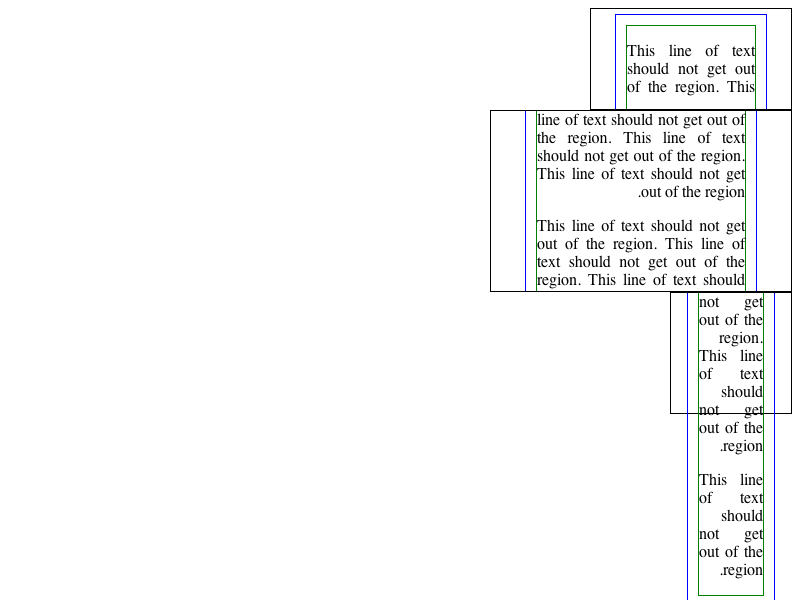 This line of text
should not get out
of the region. This
line of text should not get out of
the region. This line of text
should not get out of the region.
This line of text should not get
.out of the region
This line of text should not get
out of the region. This line of
text should not get out of the
region. This line of text should
not get
out of the
region.
This line
of text
should
not get
out of the
.region
This line
of text
should
not get
out of the
.region